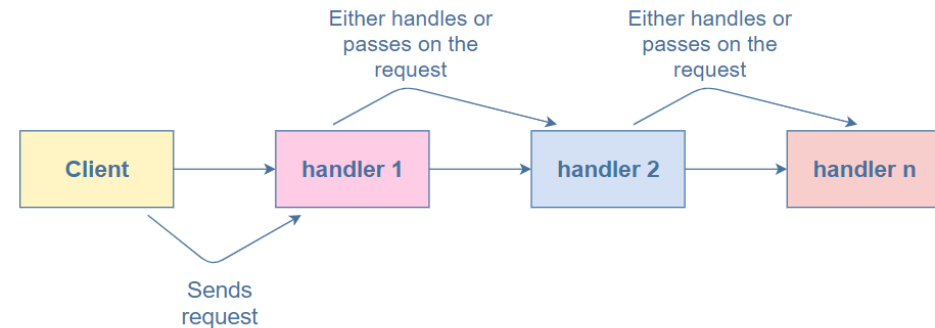 Either handles or
passes on the
request
Either handles or
passes on the
request
Client
handler 1
handler 2
handler n
Sends
request